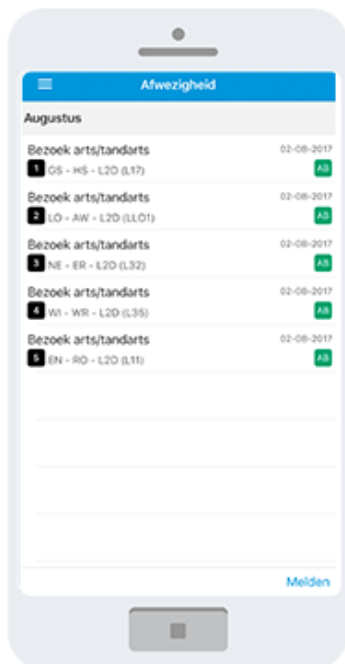 Afwezigheid
Augustus
Bezoek arts/tandarts 02-08-2017
1 GS - HS - L2D (L17) AB
Bezoek arts/tandarts 02-08-2017
2 LO - AW - L2D (LLO1) AB
Bezoek arts/tandarts 02-08-2017
3 NE - ER - L2D (L32) AB
Bezoek arts/tandarts 02-08-2017
4 WI - WR - L2D (L35) AB
Bezoek arts/tandarts 02-08-2017
5 EN - RO - L2D (L11) AB
Melden